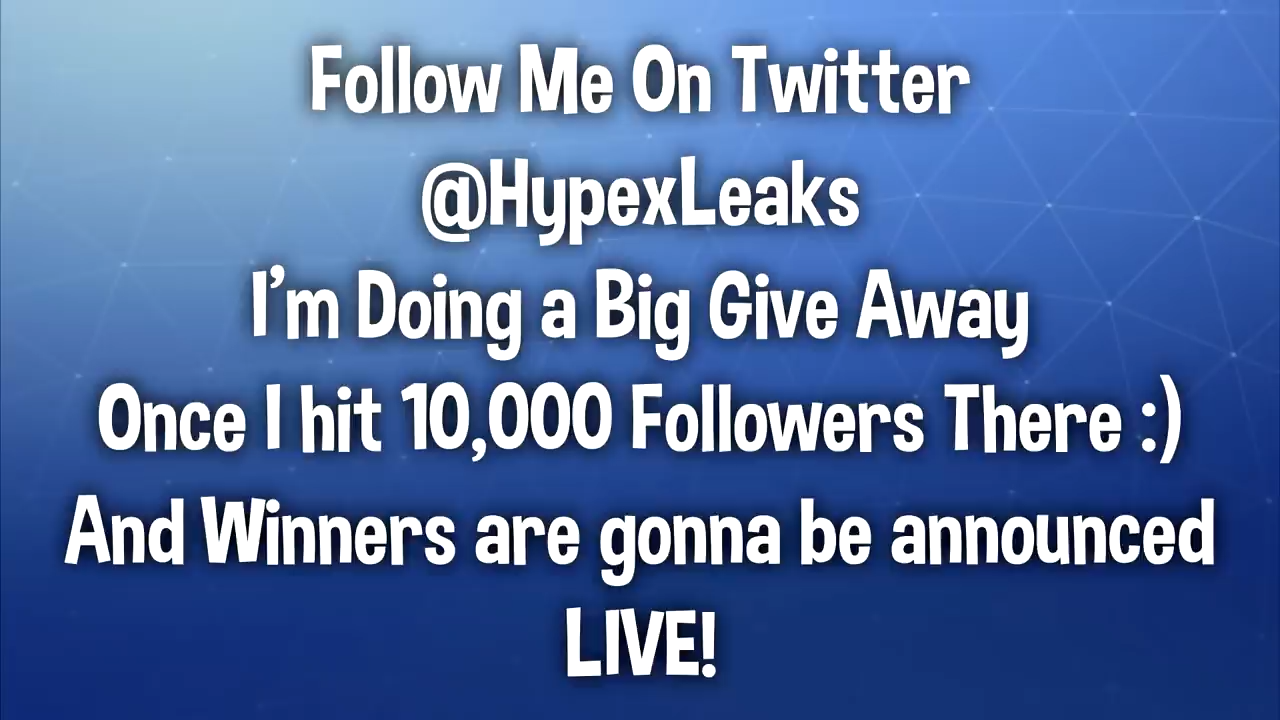 Follow Me On Twitter
@HypexLeaks
I'm Doing a Big Give Away
Once I hit 10,000 Followers There :)
And Winners are gonna be announced
LIVE!